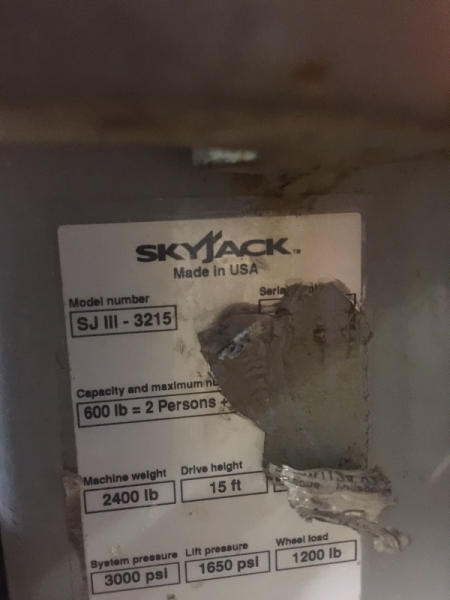 SKYJACK™
Made in USA
Model number
SJ III - 3215
Capacity and maximum
600 lb = 2 Persons +
Machine weight Drive height
2400 lb 15 ft
System pressure Lift pressure Wheel load
3000 psi 1650 psi 1200 lb